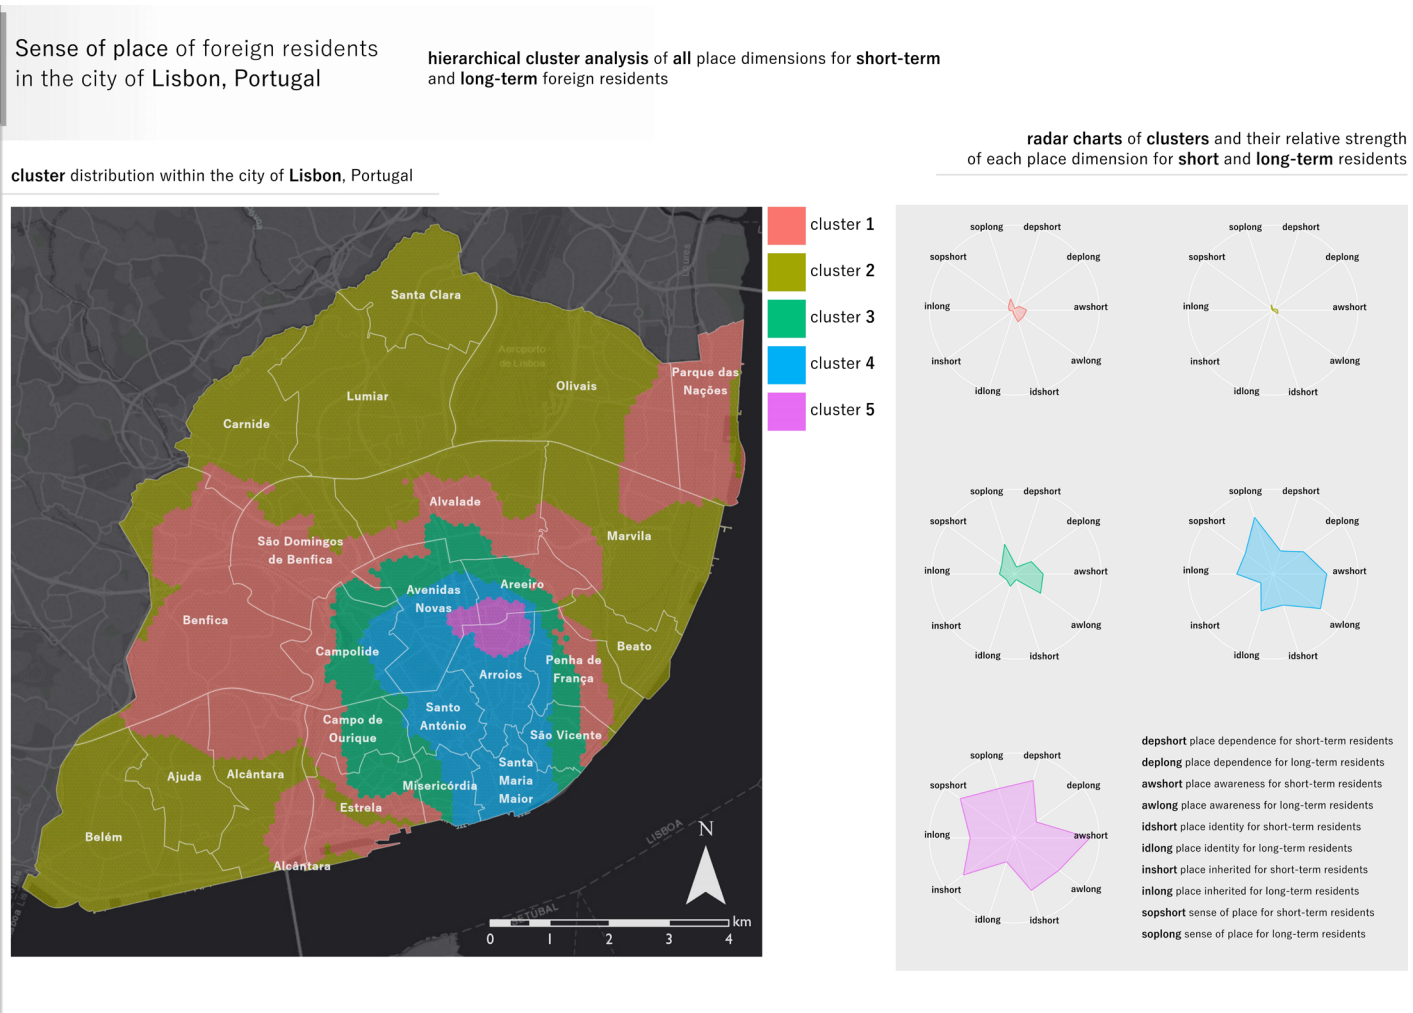 Sense of place of foreign residents
in the city of Lisbon, Portugal
hierarchical cluster analysis of all place dimensions for short-term
and long-term foreign residents
radar charts of clusters and their relative strength
of each place dimension for short and long-term residents
cluster distribution within the city of Lisbon, Portugal
cluster 1
cluster 2
cluster 3
cluster 4
cluster 5
Santa Clara
Aeroporto
de Lisboa
Parque das
Nações
Olivais
Lumiar
Carnide
Alvalade
São Domingos
de Benfica
Marvila
Areeiro
Avenidas
Novas
Benfica
Campolide
Beato
Penha de
França
Arroios
Santo
António
Campo de
Ourique
São Vicente
Santa
Maria
Maior
Ajuda
Alcântara
Misericórdia
Estrela
Belém
Alcântara
LISBOA
SETÚBAL
N
km
0 1 2 3 4
soplong depshort
sopshort deplong
inlong awshort
inshort awlong
idlong idshort
soplong depshort
sopshort deplong
inlong awshort
inshort awlong
idlong idshort
soplong depshort
sopshort deplong
inlong awshort
inshort awlong
idlong idshort
soplong depshort
sopshort deplong
inlong awshort
inshort awlong
idlong idshort
soplong depshort
sopshort deplong
inlong awshort
inshort awlong
idlong idshort
depshort place dependence for short-term residents
deplong place dependence for long-term residents
awshort place awareness for short-term residents
awlong place awareness for long-term residents
idshort place identity for short-term residents
idlong place identity for long-term residents
inshort place inherited for short-term residents
inlong place inherited for long-term residents
sopshort sense of place for short-term residents
soplong sense of place for long-term residents